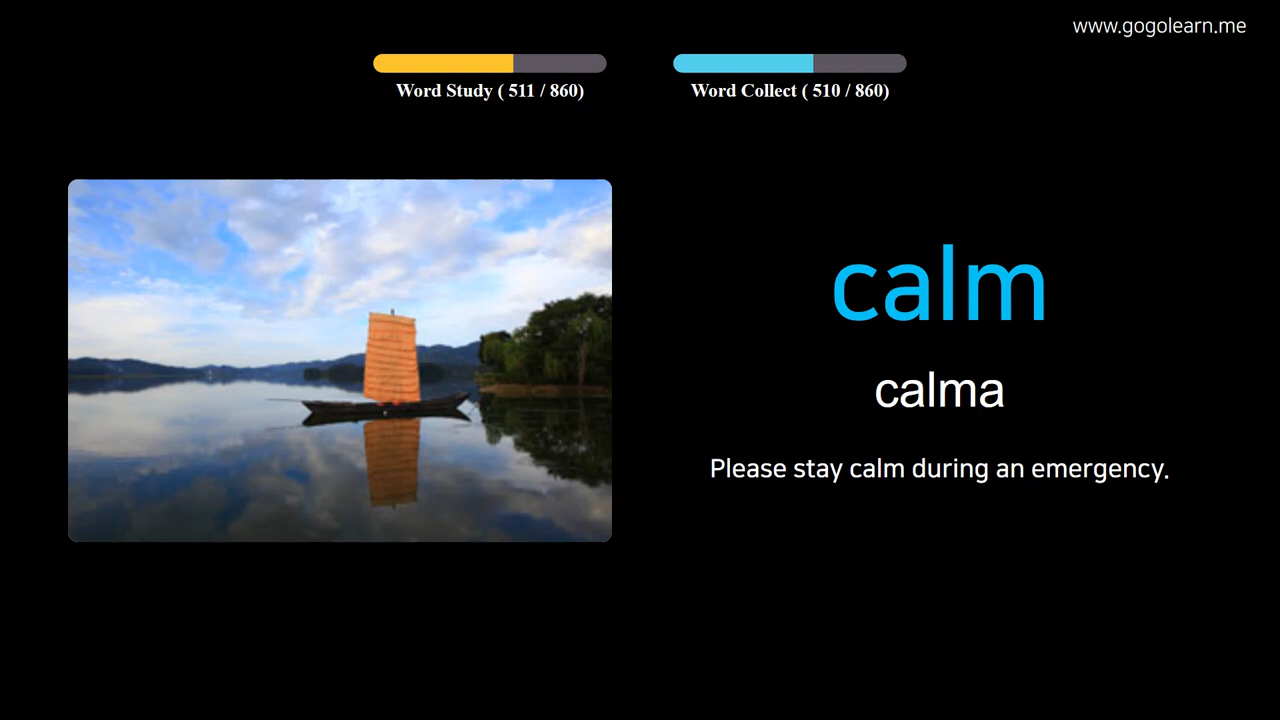 www.gogolearn.me
Word Study ( 511 / 860)
Word Collect ( 510 / 860)
calm
calma
Please stay calm during an emergency.